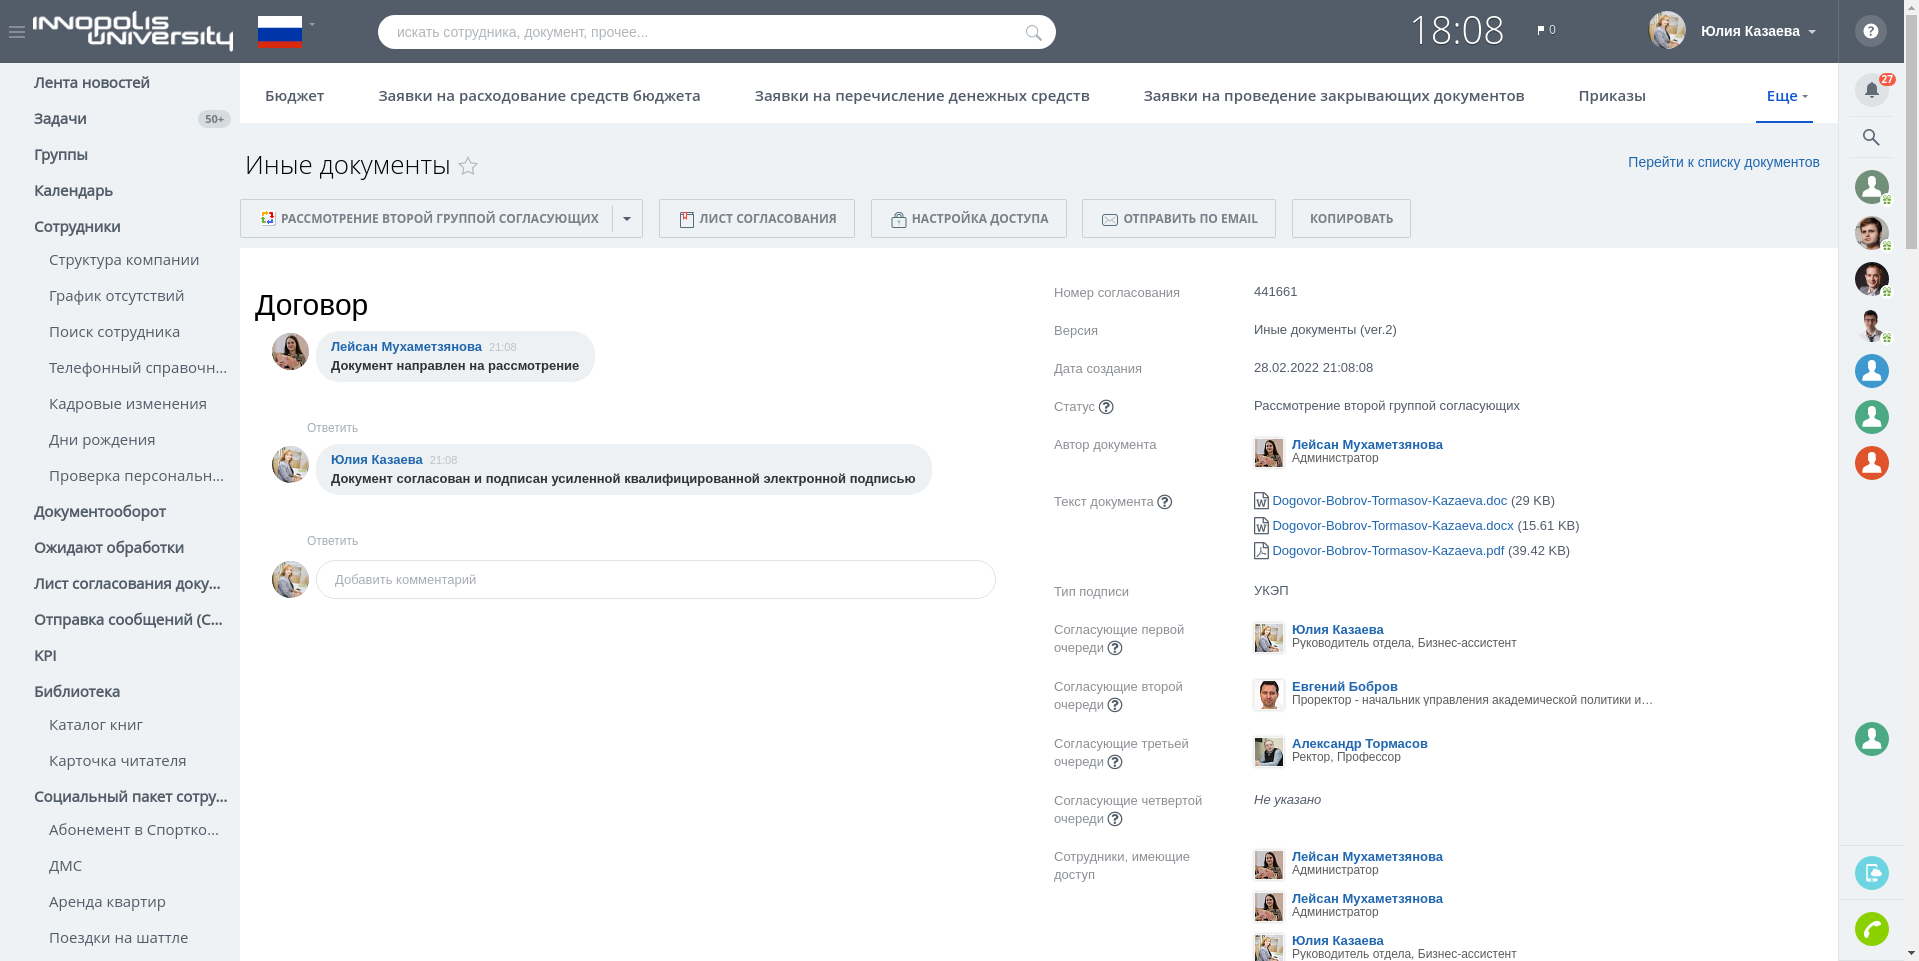 INNOPOLIS
UNIVERSITY
искать сотрудника, документ, прочее...
18:08
0
Юлия Казаева
?
27
Лента новостей
Задачи
50+
Группы
Календарь
Сотрудники
Структура компании
График отсутствий
Поиск сотрудника
Телефонный справочн...
Кадровые изменения
Дни рождения
Проверка персональн...
Документооборот
Ожидают обработки
Лист согласования доку...
Отправка сообщений (С...
KPI
Библиотека
Каталог книг
Карточка читателя
Социальный пакет сотру...
Абонемент в Спортко...
ДМС
Аренда квартир
Поездки на шаттле
Бюджет
Заявки на расходование средств бюджета
Заявки на перечисление денежных средств
Заявки на проведение закрывающих документов
Приказы
Еще
Иные документы
Перейти к списку документов
РАССМОТРЕНИЕ ВТОРОЙ ГРУППОЙ СОГЛАСУЮЩИХ
ЛИСТ СОГЛАСОВАНИЯ
НАСТРОЙКА ДОСТУПА
ОТПРАВИТЬ ПО EMAIL
КОПИРОВАТЬ
Договор
Лейсан Мухаметзянова 21:08
Документ направлен на рассмотрение
Ответить
Юлия Казаева 21:08
Документ согласован и подписан усиленной квалифицированной электронной подписью
Ответить
Добавить комментарий
Номер согласования
441661
Версия
Иные документы (ver.2)
Дата создания
28.02.2022 21:08:08
Статус ?
Рассмотрение второй группой согласующих
Автор документа
Лейсан Мухаметзянова
Администратор
Текст документа ?
Dogovor-Bobrov-Tormasov-Kazaeva.doc (29 KB)
Dogovor-Bobrov-Tormasov-Kazaeva.docx (15.61 KB)
Dogovor-Bobrov-Tormasov-Kazaeva.pdf (39.42 KB)
Тип подписи
УКЭП
Согласующие первой
очереди ?
Юлия Казаева
Руководитель отдела, Бизнес-ассистент
Согласующие второй
очереди ?
Евгений Бобров
Проректор - начальник управления академической политики и…
Согласующие третьей
очереди ?
Александр Тормасов
Ректор, Профессор
Согласующие четвертой
очереди ?
Не указано
Сотрудники, имеющие
доступ
Лейсан Мухаметзянова
Администратор
Лейсан Мухаметзянова
Администратор
Юлия Казаева
Руководитель отдела, Бизнес-ассистент